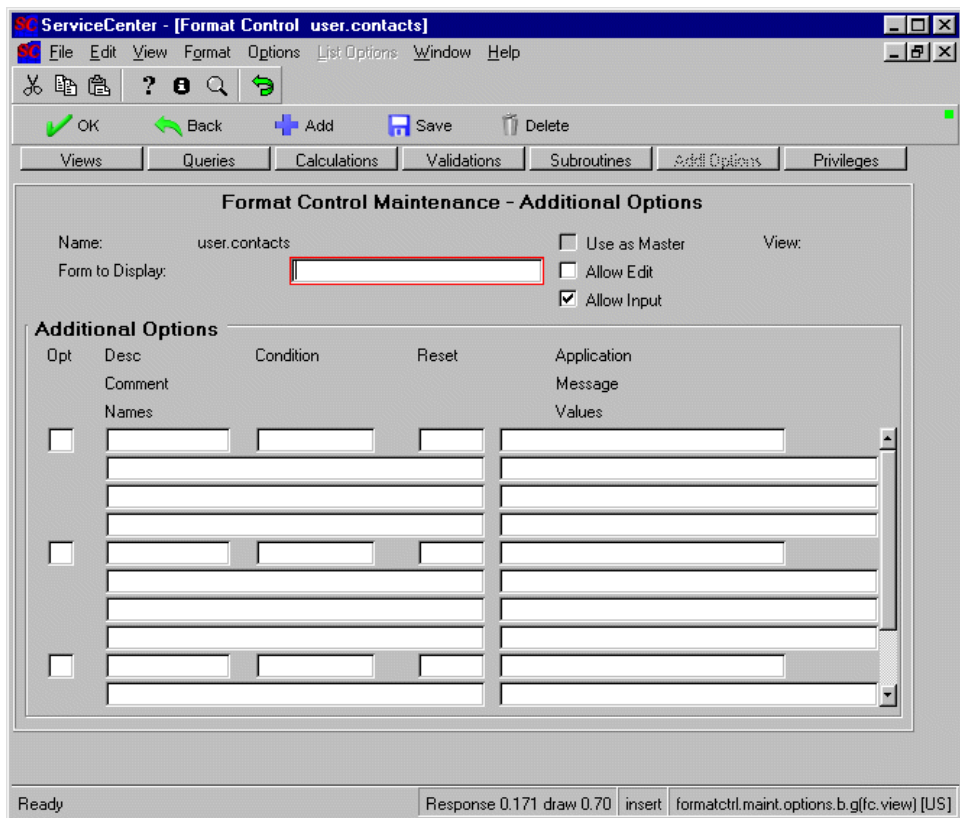 SC ServiceCenter - [Format Control user.contacts]
SC File Edit View Format Options List Options Window Help
OK Back Add Save Delete
Views Queries Calculations Validations Subroutines Addl Options Privileges
Format Control Maintenance - Additional Options
Name: user.contacts Use as Master View:
Form to Display: Allow Edit
Allow Input
Additional Options
Opt Desc Condition Reset Application
Comment Message
Names Values
Ready Response 0.171 draw 0.70 insert formatctrl.maint.options.b.g(fc.view) [US]